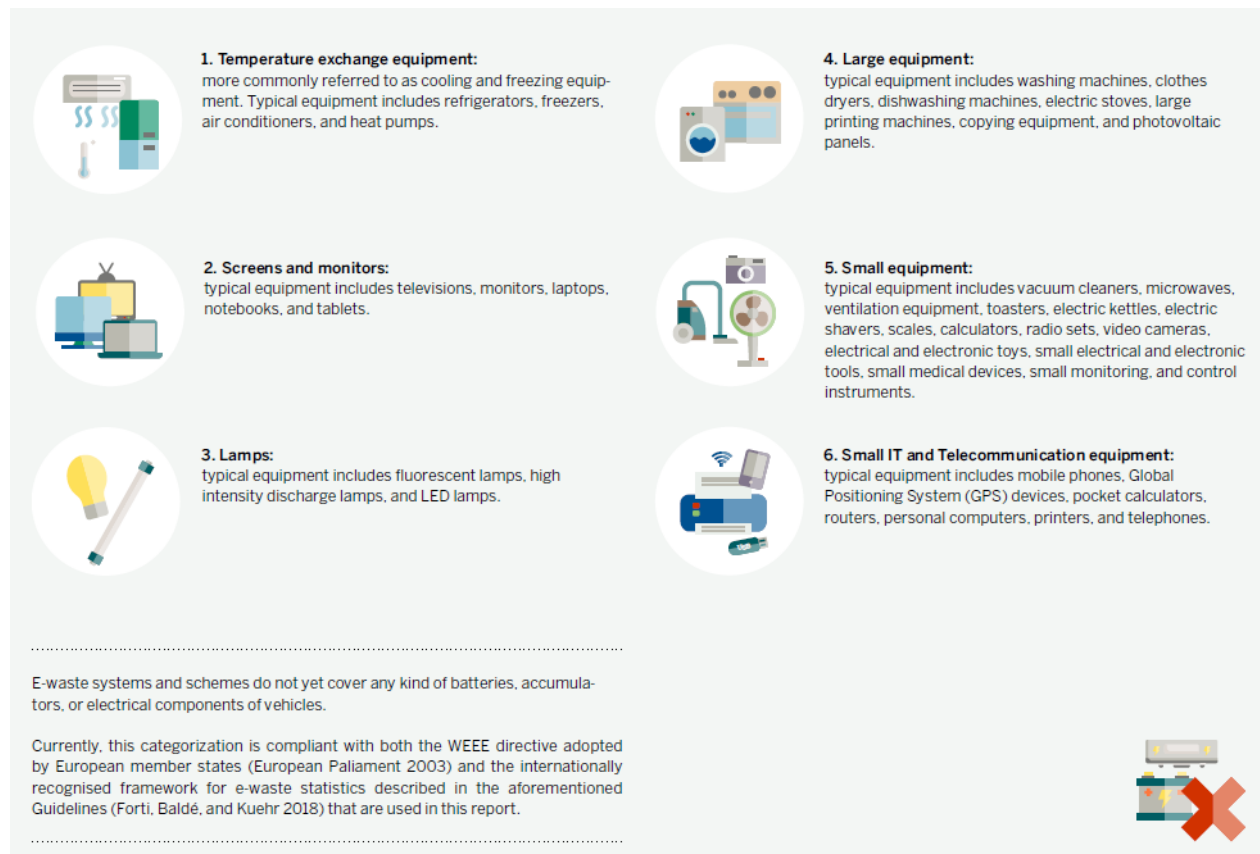 1. Temperature exchange equipment:
more commonly referred to as cooling and freezing equip-
ment. Typical equipment includes refrigerators, freezers,
air conditioners, and heat pumps.
2. Screens and monitors:
typical equipment includes televisions, monitors, laptops,
notebooks, and tablets.
3. Lamps:
typical equipment includes fluorescent lamps, high
intensity discharge lamps, and LED lamps.
4. Large equipment:
typical equipment includes washing machines, clothes
dryers, dishwashing machines, electric stoves, large
printing machines, copying equipment, and photovoltaic
panels.
5. Small equipment:
typical equipment includes vacuum cleaners, microwaves,
ventilation equipment, toasters, electric kettles, electric
shavers, scales, calculators, radio sets, video cameras,
electrical and electronic toys, small electrical and electronic
tools, small medical devices, small monitoring, and control
instruments.
6. Small IT and Telecommunication equipment:
typical equipment includes mobile phones, Global
Positioning System (GPS) devices, pocket calculators,
routers, personal computers, printers, and telephones.
E-waste systems and schemes do not yet cover any kind of batteries, accumula-
tors, or electrical components of vehicles.
Currently, this categorization is compliant with both the WEEE directive adopted
by European member states (European Paliament 2003) and the internationally
recognised framework for e-waste statistics described in the aforementioned
Guidelines (Forti, Baldé, and Kuehr 2018) that are used in this report.